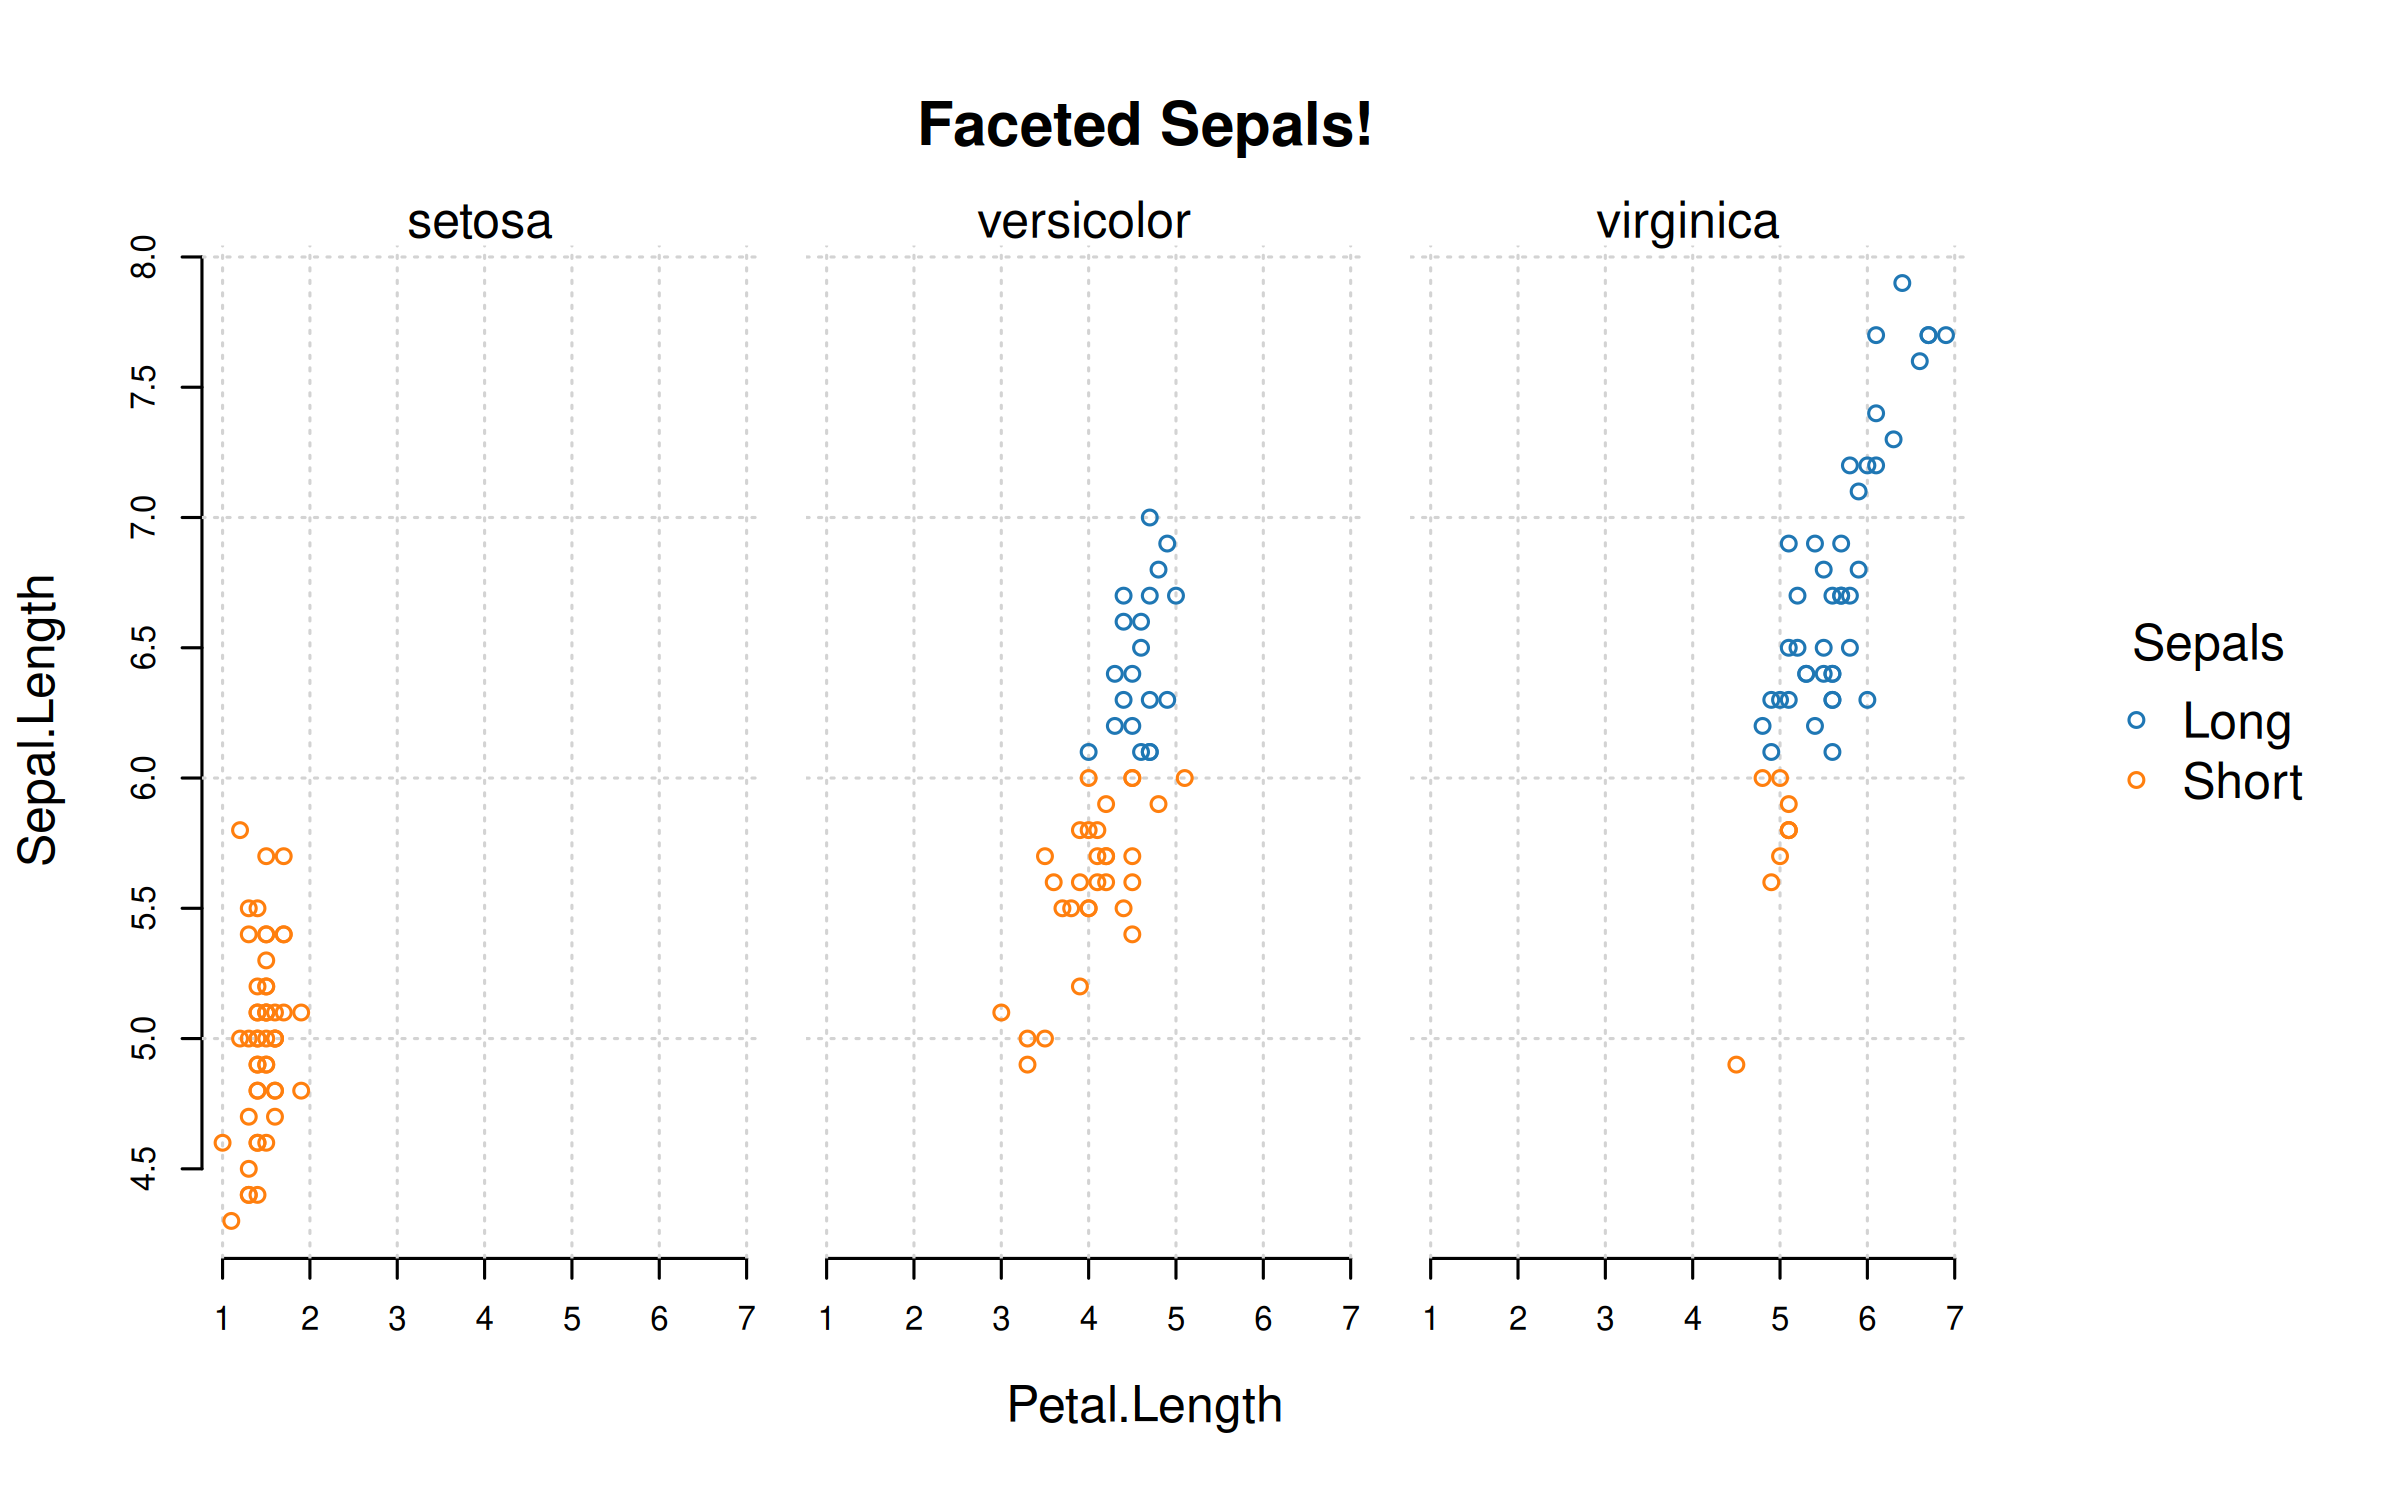 Faceted Sepals!
setosa versicolor virginica
8.0
7.5
7.0
6.5
6.0
5.5
5.0
4.5
Sepal.Length
1 2 3 4 5 6 7 1 2 3 4 5 6 7 1 2 3 4 5 6 7
Petal.Length
Sepals
Long
Short